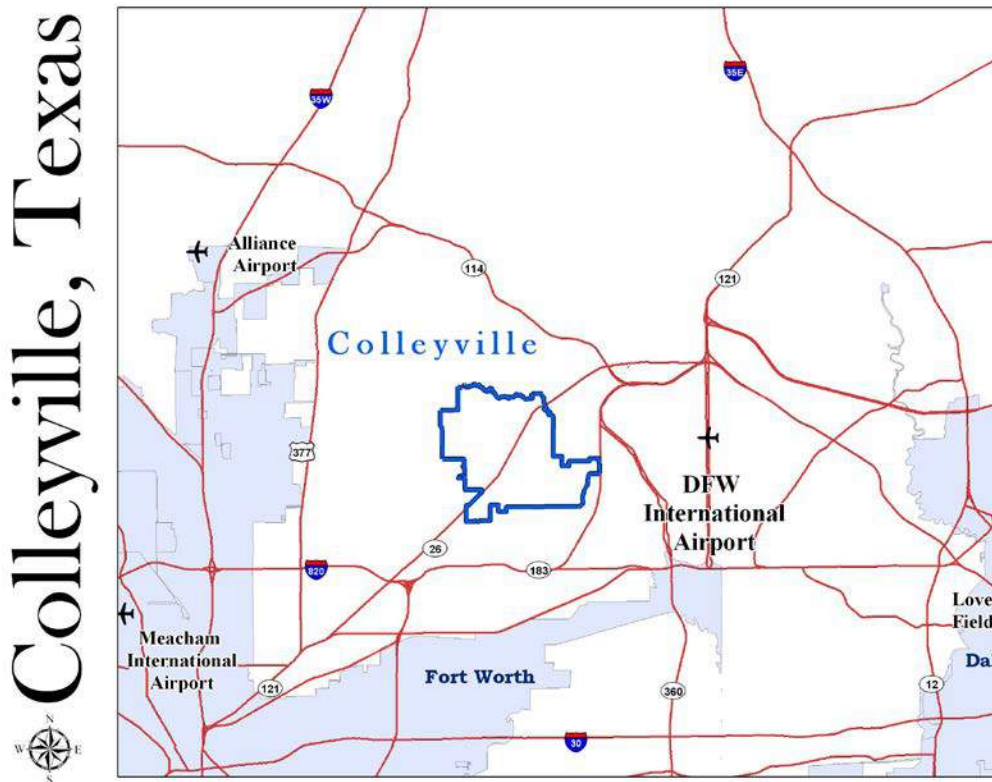 Colleyville, Texas
35W
35E
Alliance
Airport
114
121
Colleyville
377
DFW
International
Airport
26
820
183
Love
Field
Meacham
International
Airport
Fort Worth
Da
121
360
12
30
N
W E
S